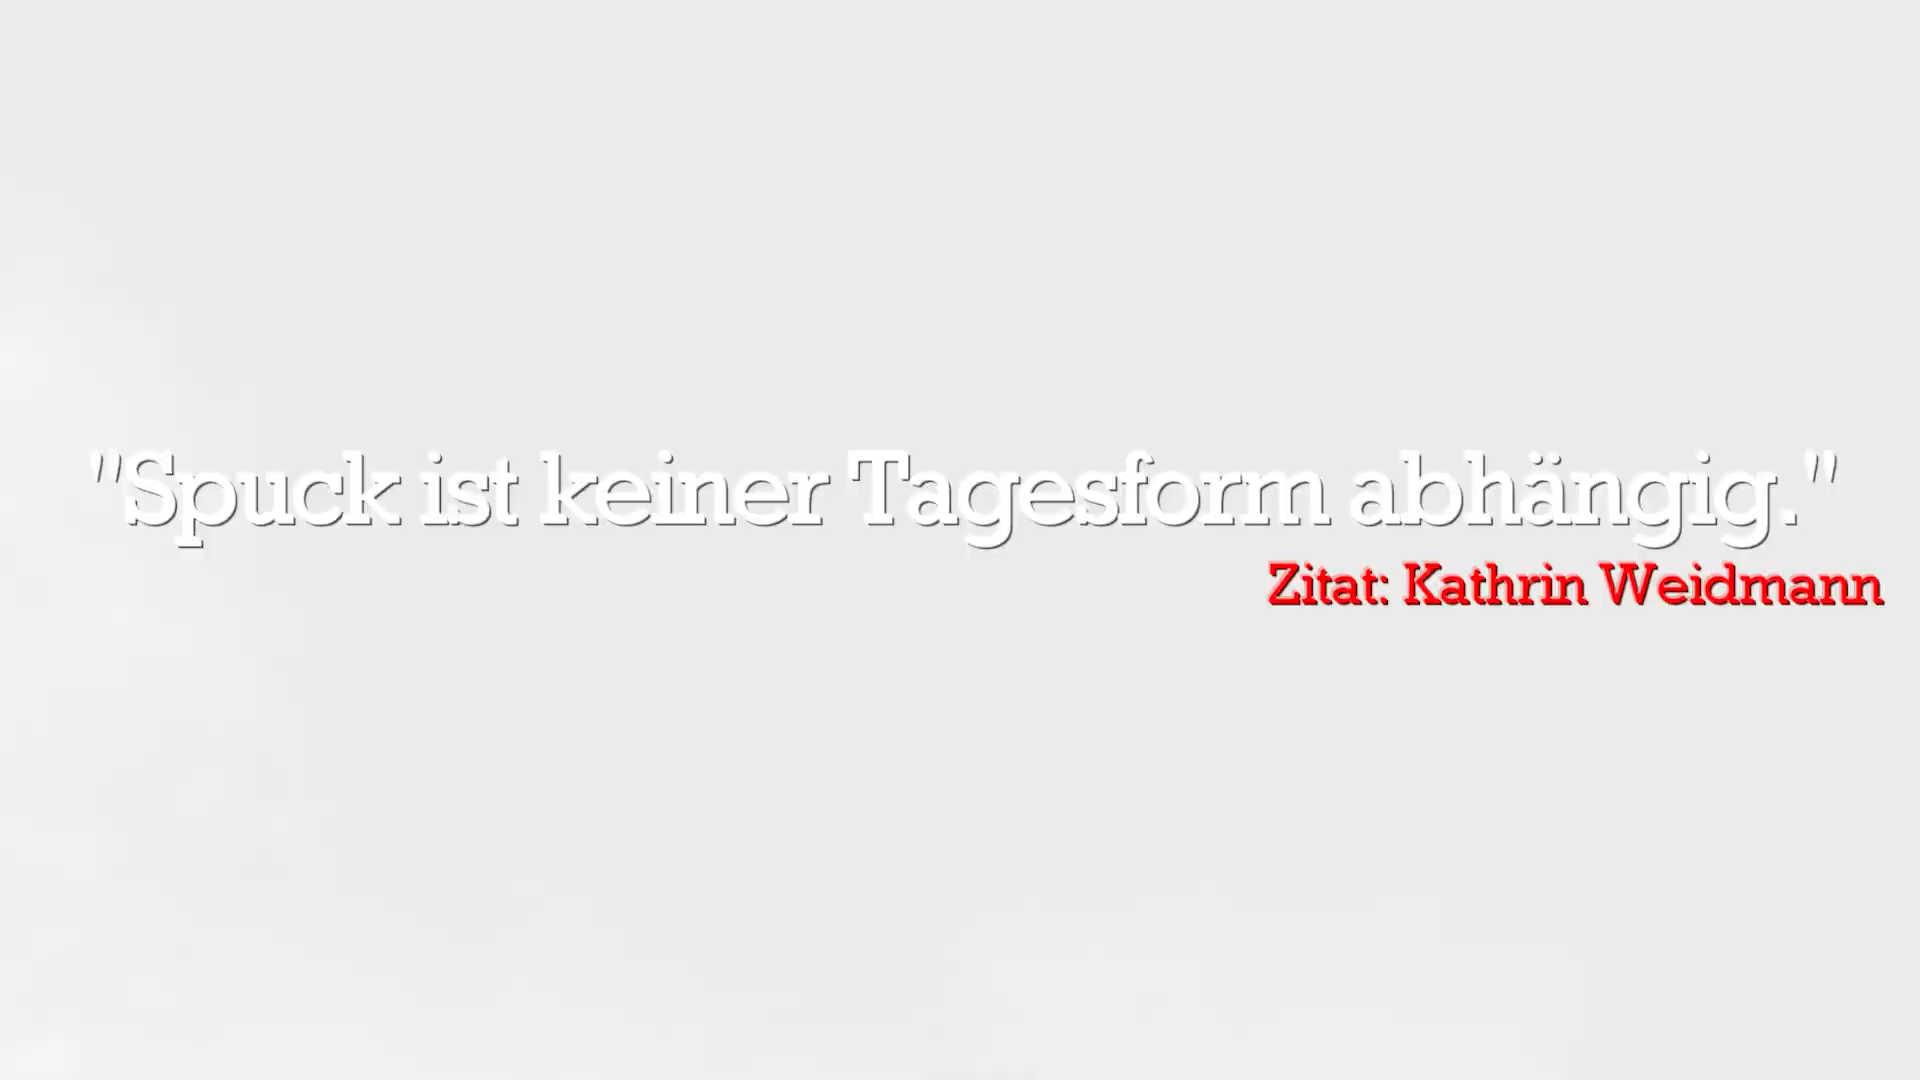 "Spuck ist keiner Tagesform abhängig."
Zitat: Kathrin Weidmann